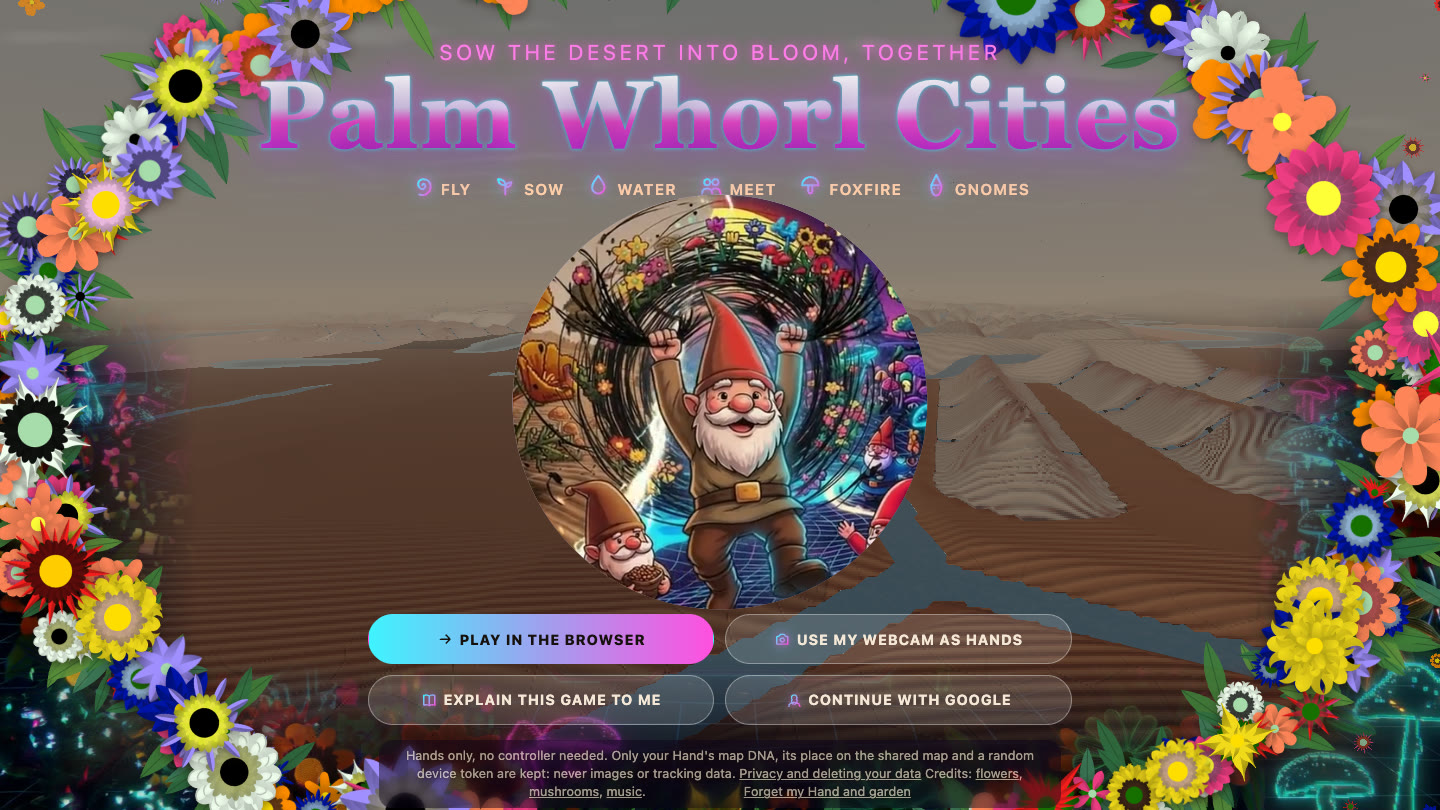 SOW THE DESERT INTO BLOOM, TOGETHER
Palm Whorl Cities
FLY SOW WATER MEET FOXFIRE GNOMES
→ PLAY IN THE BROWSER
USE MY WEBCAM AS HANDS
EXPLAIN THIS GAME TO ME
CONTINUE WITH GOOGLE
Hands only, no controller needed. Only your Hand's map DNA, its place on the shared map and a random
device token are kept: never images or tracking data. Privacy and deleting your data Credits: flowers,
mushrooms, music. Forget my Hand and garden